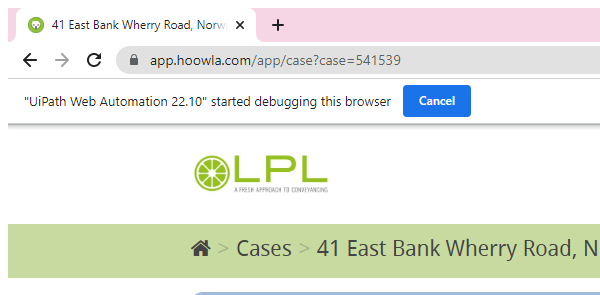 41 East Bank Wherry Road, Norw
app.hoowla.com/app/case?case=541539
"UiPath Web Automation 22.10" started debugging this browser Cancel
LPL
A FRESH APPROACH TO CONVEYANCING
> Cases > 41 East Bank Wherry Road, N